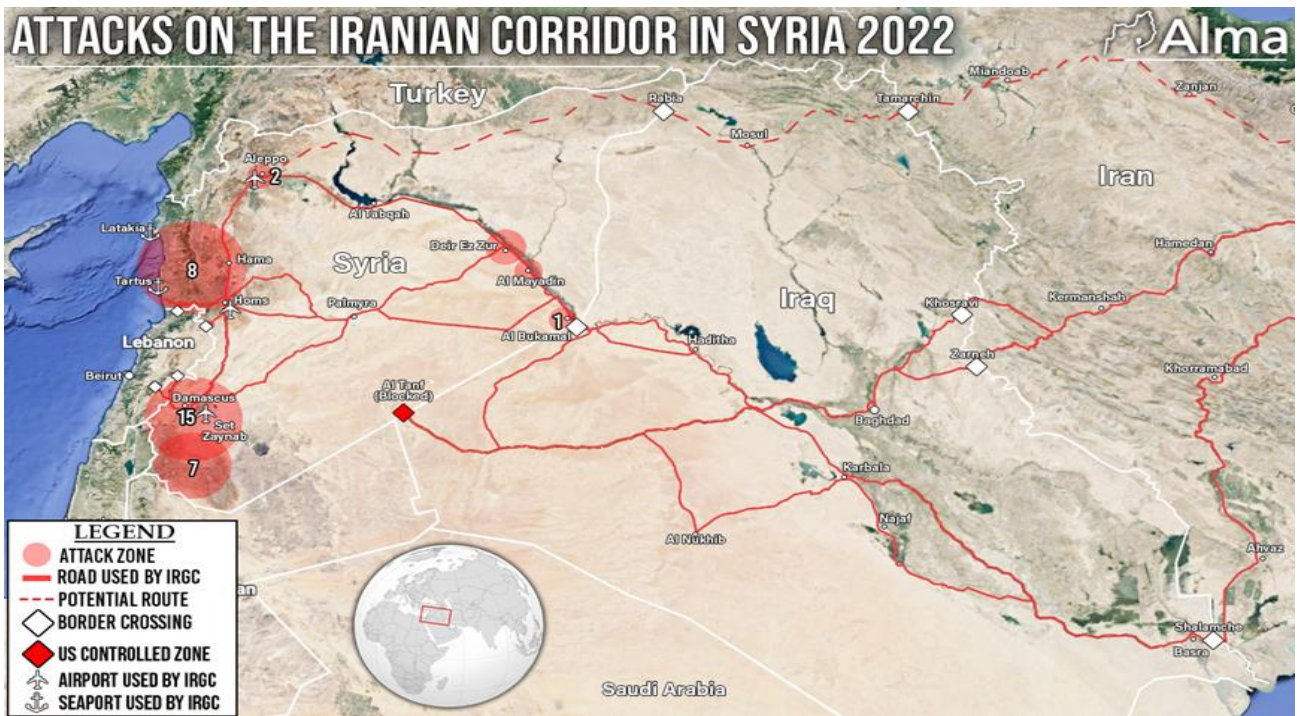 ATTACKS ON THE IRANIAN CORRIDOR IN SYRIA 2022
Alma
Turkey
Rabia
Tamarchin
Miandoab
Zanjan
Mosul
Aleppo
2
Iran
Al Tabqah
Latakia
Deir Ez Zur
Hamedan
Hama
8
Syria
Al Mayadin
Tartus
Homs
Palmyra
Iraq
Khosravi
Kermanshah
1
Al Bukamal
Lebanon
Haditha
Zarneh
Beirut
Khorramabad
Al Tanf
(Blocked)
Damascus
15
Set
Zaynab
Baghdad
7
Karbala
Najaf
Al Nukhib
Ahvaz
Shalamche
Basra
Saudi Arabia
LEGEND
ATTACK ZONE
ROAD USED BY IRGC
POTENTIAL ROUTE
BORDER CROSSING
US CONTROLLED ZONE
AIRPORT USED BY IRGC
SEAPORT USED BY IRGC